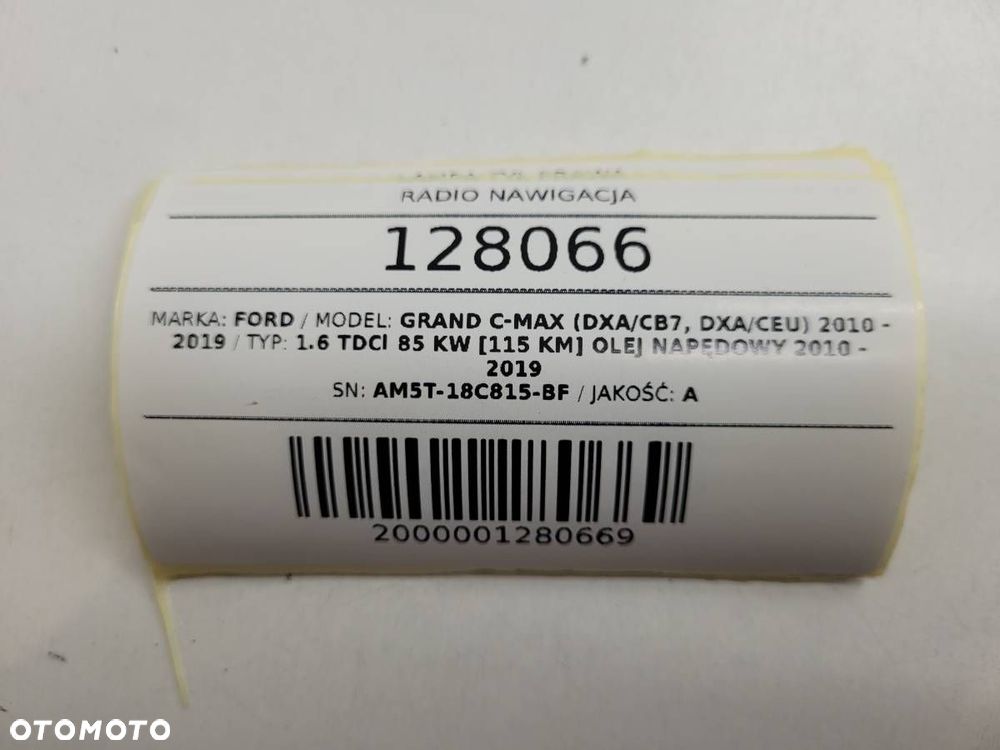 RADIO NAWIGACJA
128066
MARKA: FORD / MODEL: GRAND C-MAX (DXA/CB7, DXA/CEU) 2010 -
2019 / TYP: 1.6 TDCI 85 KW [115 KM] OLEJ NAPĘDOWY 2010 -
2019
SN: AM5T-18C815-BF / JAKOŚĆ: A
2000001280669
OTOMOTO